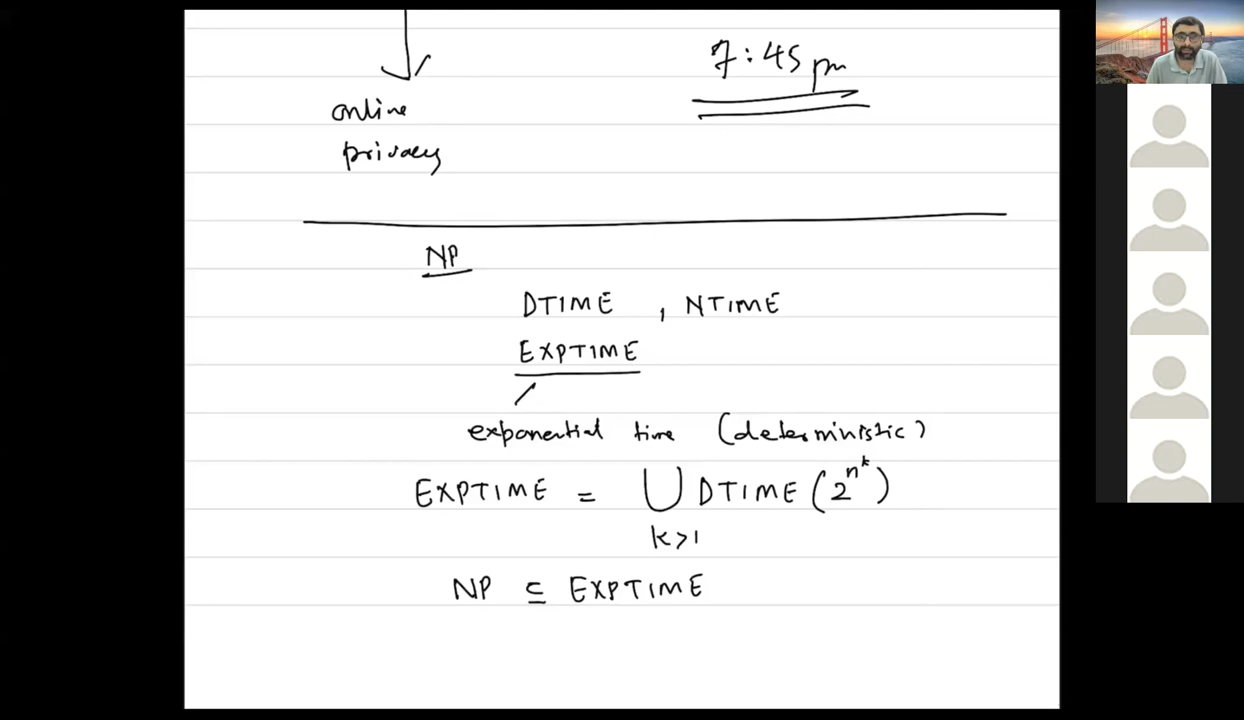 7:45 pm
online
privacy
NP
DTIME , NTIME
EXPTIME
exponential time (deterministic)
EXPTIME = ⋃ DTIME (2^{n^k})
k>1
NP ⊆ EXPTIME